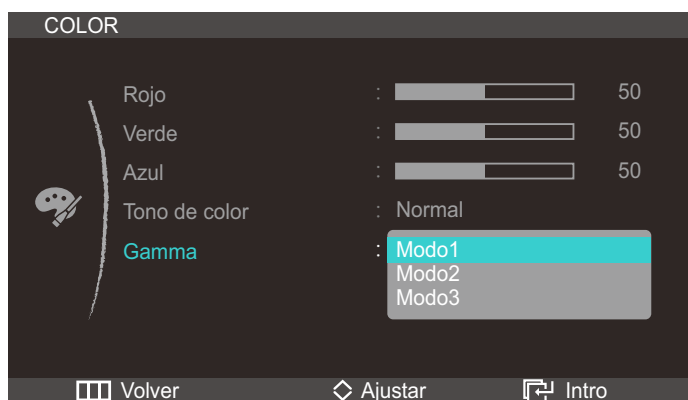 COLOR
Rojo : 50
Verde : 50
Azul : 50
Tono de color : Normal
Gamma : Modo1
Modo2
Modo3
Volver Ajustar Intro